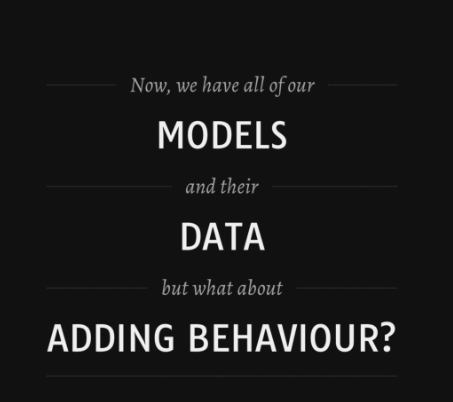 Now, we have all of our
MODELS
and their
DATA
but what about
ADDING BEHAVIOUR?